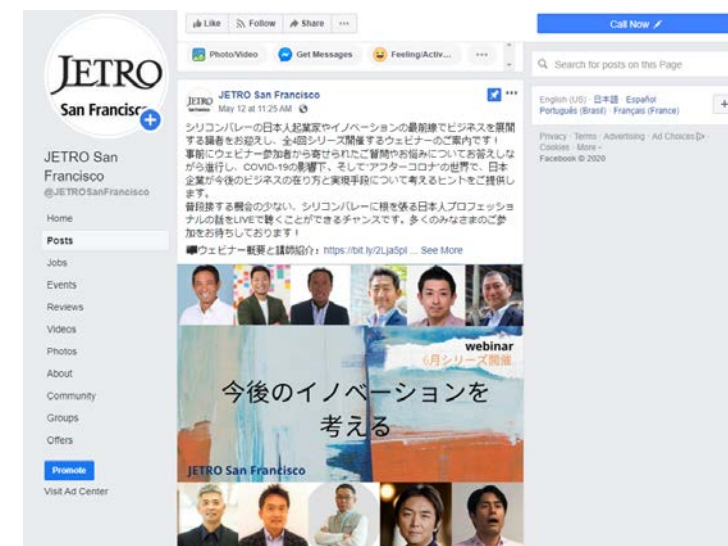 JETRO
San Francisco
JETRO San
Francisco
@JETROSanFrancisco
Home
Posts
Jobs
Events
Reviews
Videos
Photos
About
Community
Groups
Offers
Promote
Visit Ad Center
Like Follow Share
Photo/Video Get Messages Feeling/Activ...
JETRO San Francisco
May 12 at 11:25 AM
シリコンバレーの日本人起業家やイノベーションの最前線でビジネスを展開
する識者をお迎えし、全4回シリーズ開催するウェビナーのご案内です!
事前にウェビナー参加者から寄せられたご質問やお悩みについてお答えしな
がら進行し、COVID-19の影響下、そして"アフターコロナ"の世界で、日本
企業が今後のビジネスの在り方と実現手段について考えるヒントをご提供し
ます。
普段接する機会の少ない、シリコンバレーに根を張る日本人プロフェッショ
ナルの話をLIVEで聴くことができるチャンスです。多くのみなさまのご参
加をお待ちしております!
ウェビナー概要と講師紹介: https://bit.ly/2Lja5pI ... See More
webinar
6月シリーズ開催
今後のイノベーションを
考える
JETRO San Francisco
Call Now
Search for posts on this Page
English (US) · 日本語 · Español
Português (Brasil) · Français (France)
Privacy · Terms · Advertising · Ad Choices ·
Cookies · More
Facebook © 2020